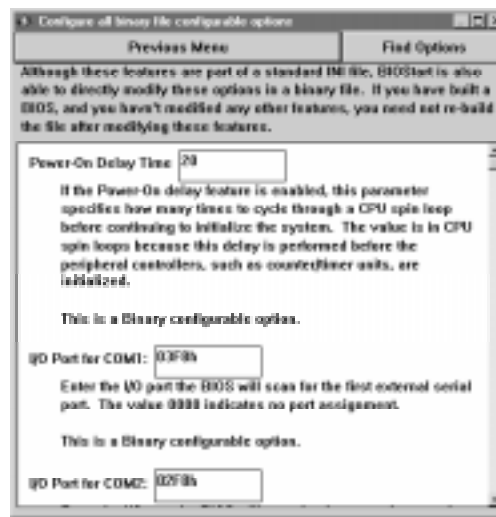 Configure all binary file configurable options
Previous Menu
Find Options
Although these features are part of a standard INI file, BIOStart is also
able to directly modify these options in a binary file. If you have built a
BIOS, and you havn't modified any other features, you need not re-build
the file after modifying these features.
Power-On Delay Time 20
If the Power-On delay feature is enabled, this parameter
specifies how many times to cycle through a CPU spin loop
before continuing to initialize the system. The value is in CPU
spin loops because this delay is performed before the
peripheral controllers, such as counter/timer units, are
initialized.
This is a Binary configurable option.
I/O Port for COM1: 03F8h
Enter the I/O port the BIOS will scan for the first external serial
port. The value 0000 indicates no port assignment.
This is a Binary configurable option.
I/O Port for COM2: 02F8h